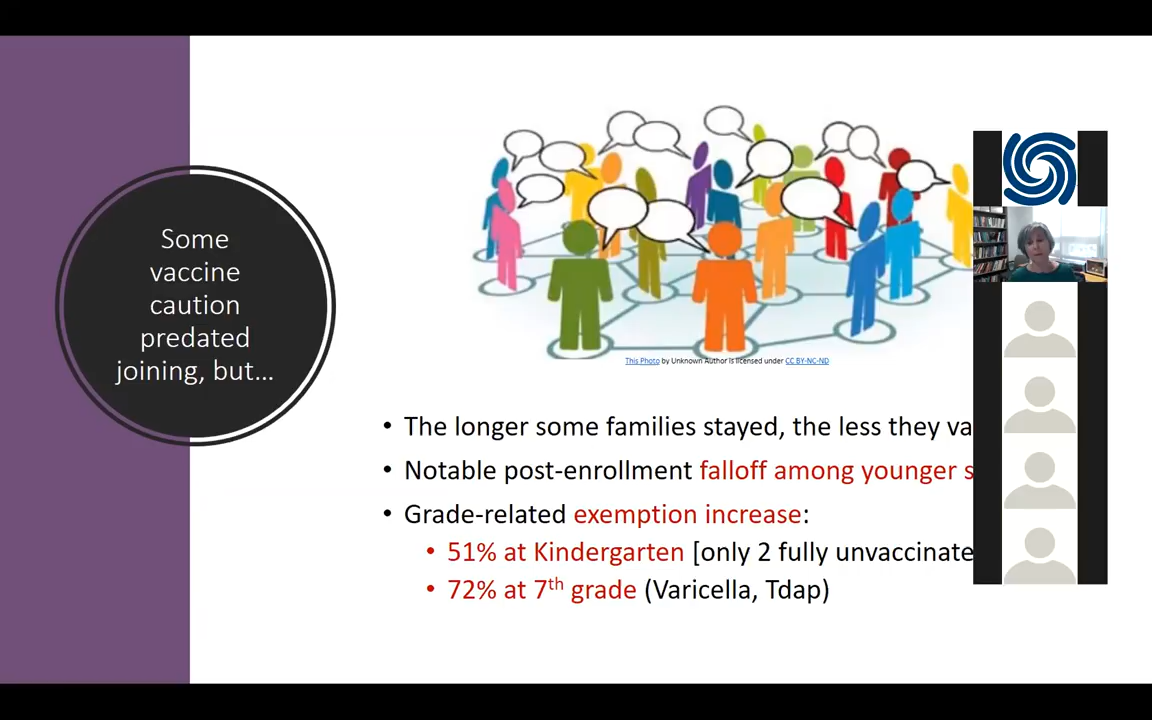 Some
vaccine
caution
predated
joining, but...
This Photo by Unknown Author is licensed under CC BY-NC-ND
• The longer some families stayed, the less they va
• Notable post-enrollment falloff among younger s
• Grade-related exemption increase:
• 51% at Kindergarten [only 2 fully unvaccinate
• 72% at 7th grade (Varicella, Tdap)